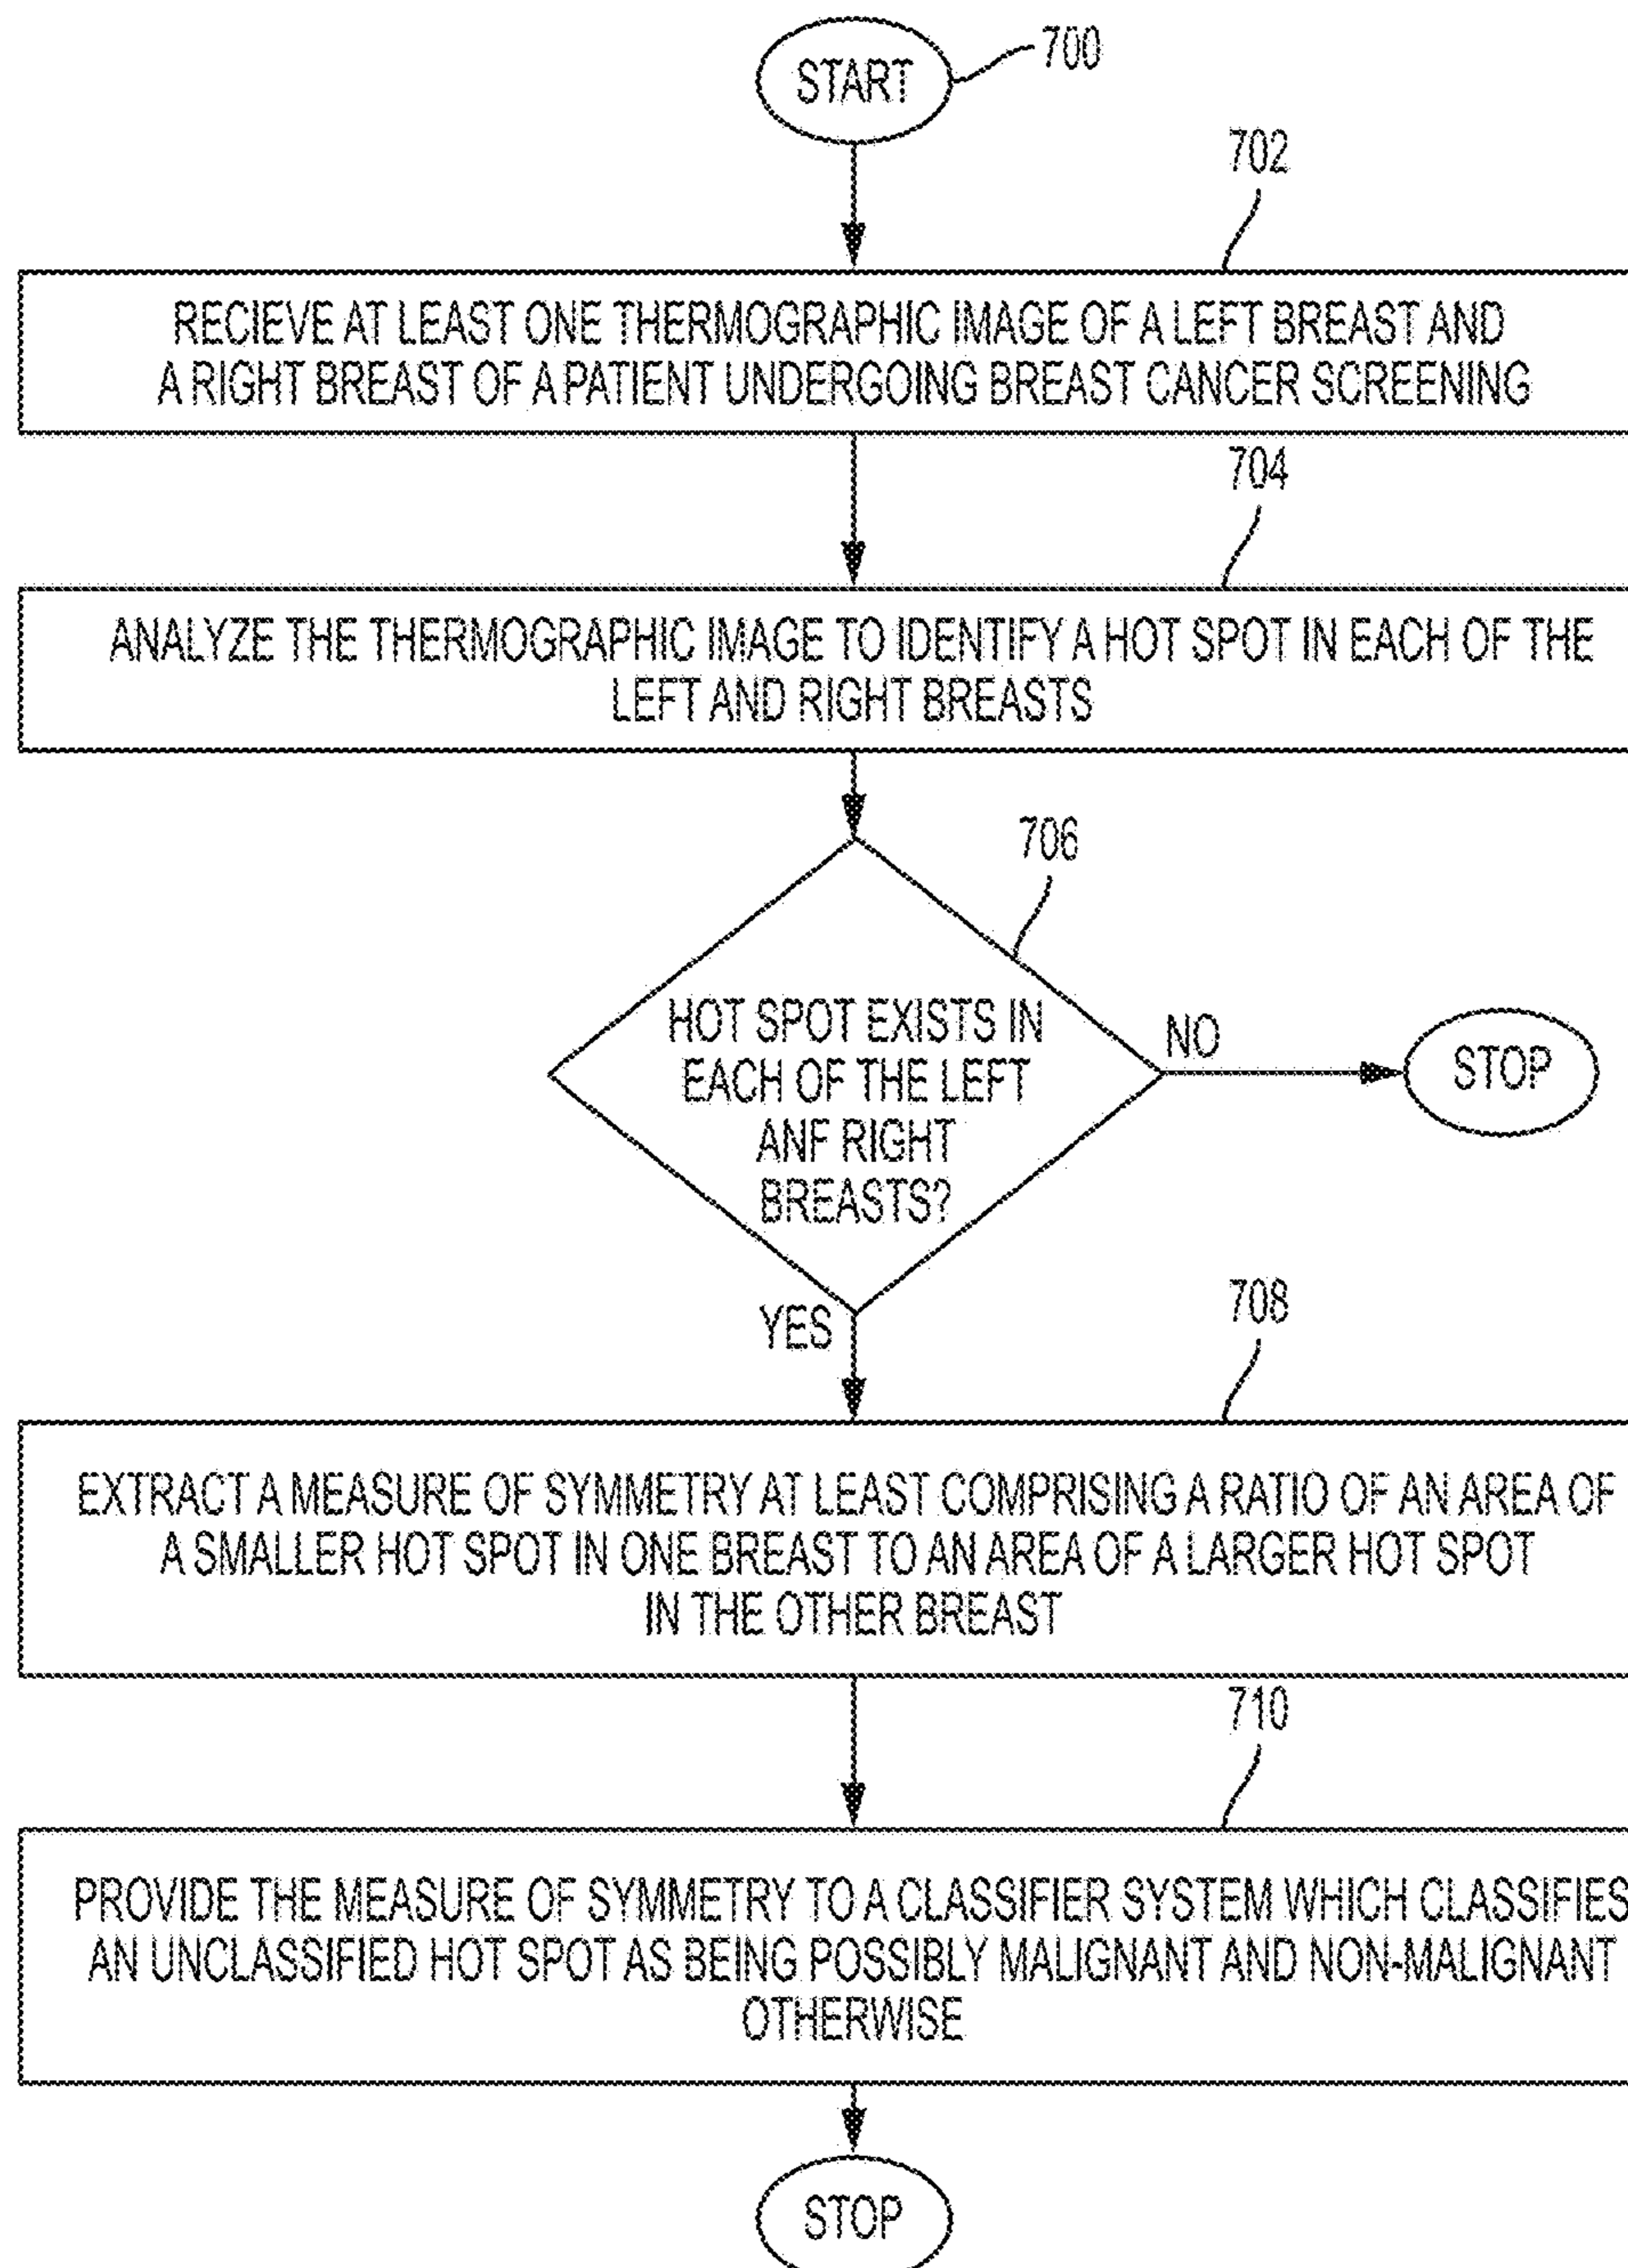 START
700
702
RECIEVE AT LEAST ONE THERMOGRAPHIC IMAGE OF A LEFT BREAST AND
A RIGHT BREAST OF A PATIENT UNDERGOING BREAST CANCER SCREENING
704
ANALYZE THE THERMOGRAPHIC IMAGE TO IDENTIFY A HOT SPOT IN EACH OF THE
LEFT AND RIGHT BREASTS
706
HOT SPOT EXISTS IN
EACH OF THE LEFT
ANF RIGHT
BREASTS?
NO
STOP
YES
708
EXTRACT A MEASURE OF SYMMETRY AT LEAST COMPRISING A RATIO OF AN AREA OF
A SMALLER HOT SPOT IN ONE BREAST TO AN AREA OF A LARGER HOT SPOT
IN THE OTHER BREAST
710
PROVIDE THE MEASURE OF SYMMETRY TO A CLASSIFIER SYSTEM WHICH CLASSIFIES
AN UNCLASSIFIED HOT SPOT AS BEING POSSIBLY MALIGNANT AND NON-MALIGNANT
OTHERWISE
STOP